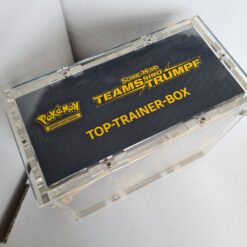 POKéMON
SONNE & MOND
TEAMS SIND TRUMPF
TOP-TRAINER-BOX